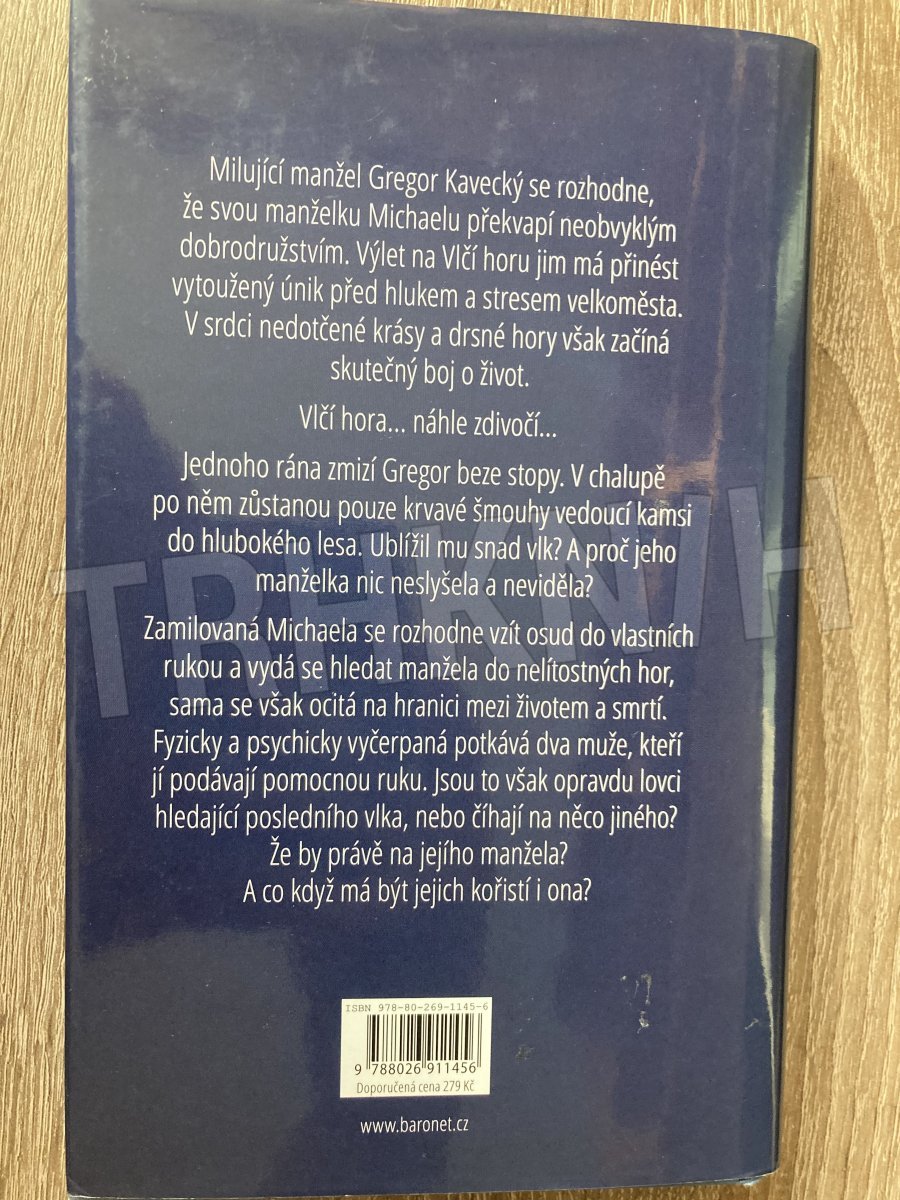 Milující manžel Gregor Kavecký se rozhodne,
že svou manželku Michaelu překvapí neobvyklým
dobrodružstvím. Výlet na Vlčí horu jim má přinést
vytoužený únik před hlukem a stresem velkoměsta.
V srdci nedotčené krásy a drsné hory však začíná
skutečný boj o život.
Vlčí hora... náhle zdivočí...
Jednoho rána zmizí Gregor beze stopy. V chalupě
po něm zůstanou pouze krvavé šmouhy vedoucí kamsi
do hlubokého lesa. Ublížil mu snad vlk? A proč jeho
manželka nic neslyšela a neviděla?
Zamilovaná Michaela se rozhodne vzít osud do vlastních
rukou a vydá se hledat manžela do nelítostných hor,
sama se však ocitá na hranici mezi životem a smrtí.
Fyzicky a psychicky vyčerpaná potkává dva muže, kteří
jí podávají pomocnou ruku. Jsou to však opravdu lovci
hledající posledního vlka, nebo číhají na něco jiného?
Že by právě na jejího manžela?
A co když má být jejich kořistí i ona?
TRHKNIH
ISBN 978-80-269-1145-6
9 788026 911456
Doporučená cena 279 Kč
www.baronet.cz